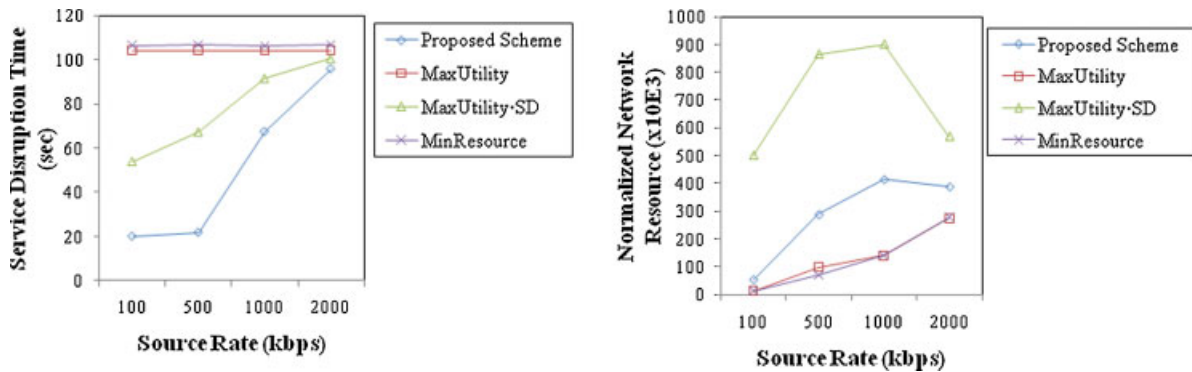 Service Disruption Time
(sec)
120
100
80
60
40
20
0
100 500 1000 2000
Source Rate (kbps)
Proposed Scheme
MaxUtility
MaxUtility-SD
MinResource
Normalized Network
Resource (x10E3)
1000
900
800
700
600
500
400
300
200
100
0
100 500 1000 2000
Source Rate (kbps)
Proposed Scheme
MaxUtility
MaxUtility-SD
MinResource